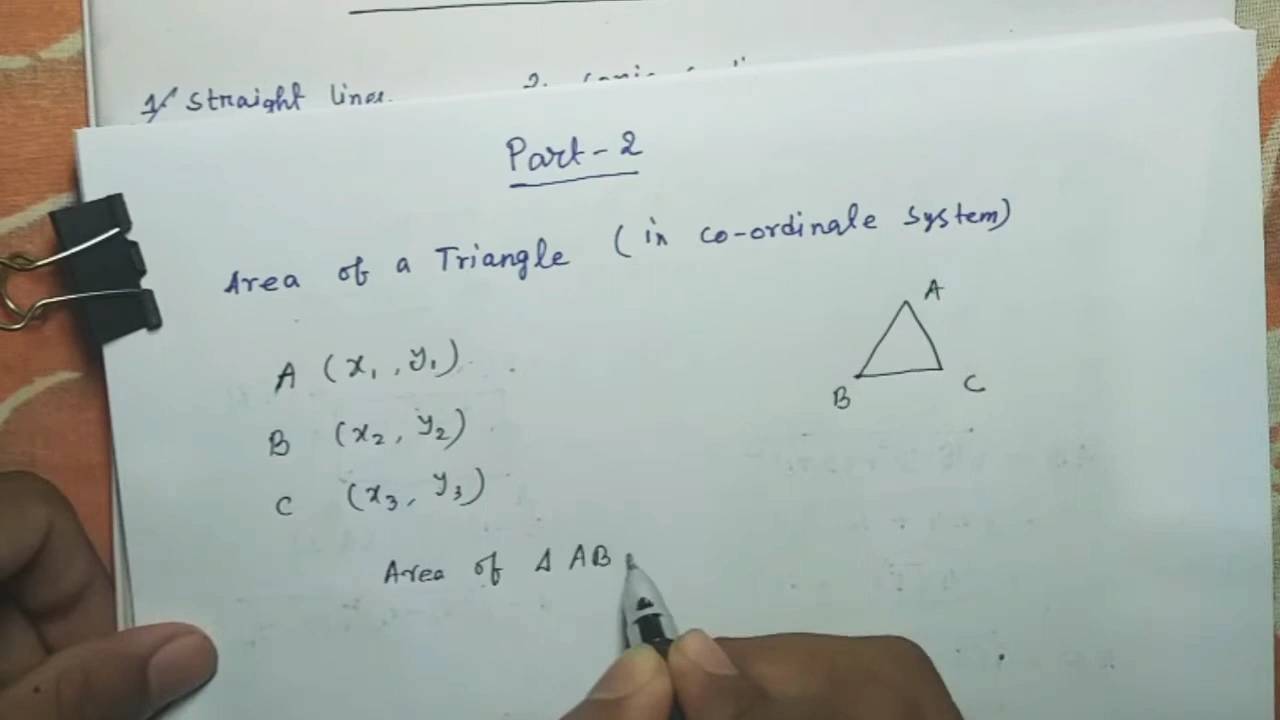 1/ Straight lines.
2.
Part-2
Area of a Triangle (in co-ordinate system)
A (x₁, y₁)
B (x₂, y₂)
C (x₃, y₃)
A
B
C
Area of Δ AB